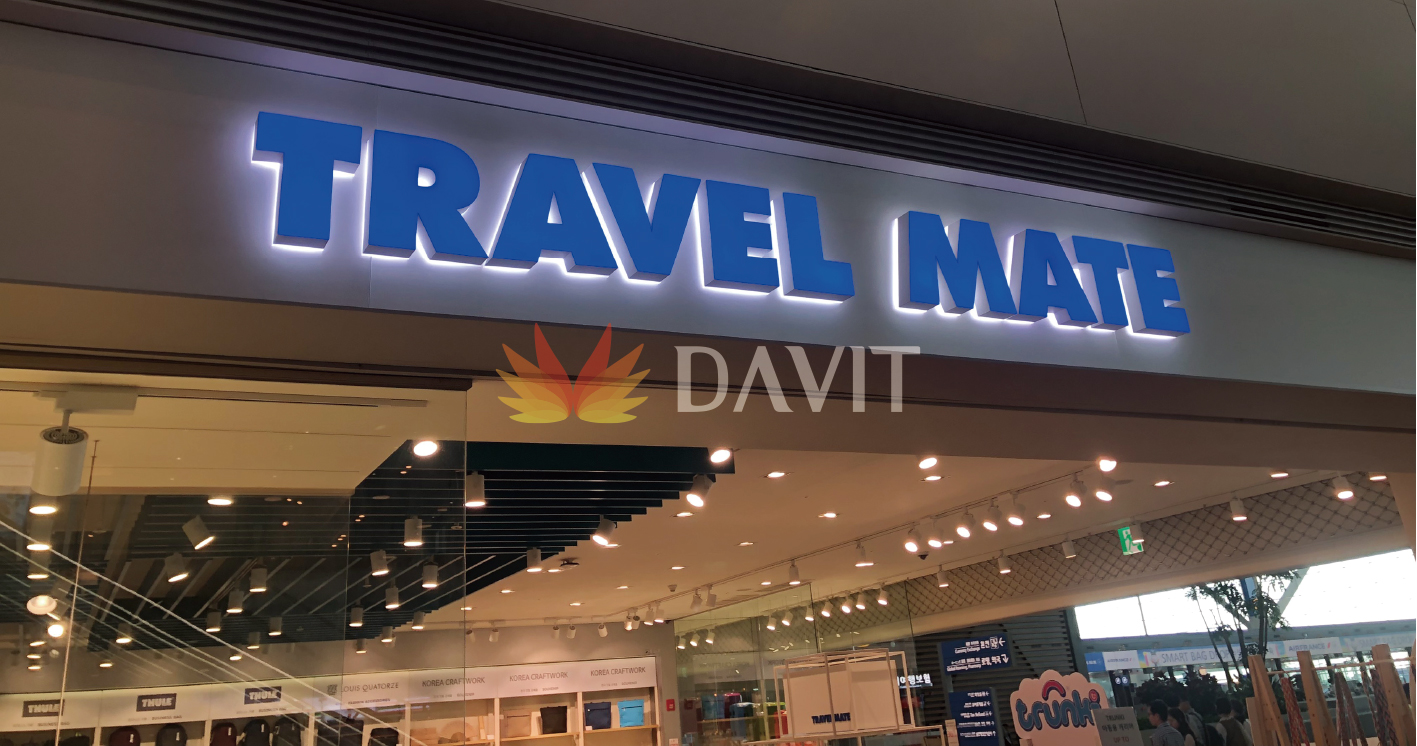 TRAVEL MATE
DAVIT
THULE
THULE
THULE
LOUIS QUATORZE
KOREA CRAFTWORK
KOREA CRAFTWORK
KOREA CRAFTWORK
TRAVEL MATE
trunki
SMART BAG